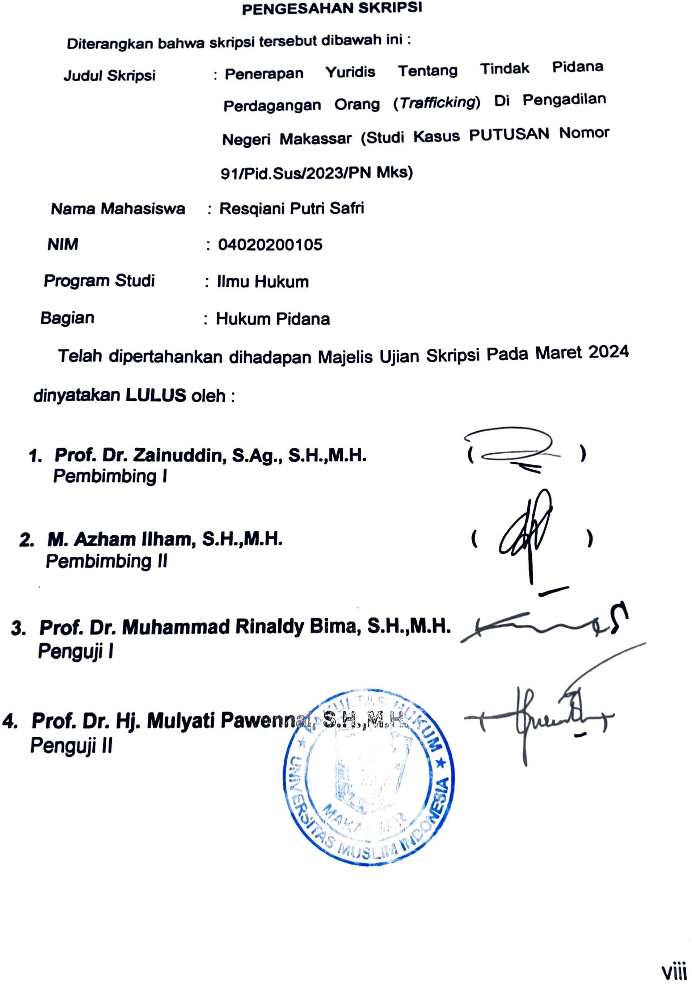 PENGESAHAN SKRIPSI
Diterangkan bahwa skripsi tersebut dibawah ini :
Judul Skripsi : Penerapan Yuridis Tentang Tindak Pidana
Perdagangan Orang (Trafficking) Di Pengadilan
Negeri Makassar (Studi Kasus PUTUSAN Nomor
91/Pid.Sus/2023/PN Mks)
Nama Mahasiswa : Resqiani Putri Safri
NIM : 04020200105
Program Studi : Ilmu Hukum
Bagian : Hukum Pidana
Telah dipertahankan dihadapan Majelis Ujian Skripsi Pada Maret 2024
dinyatakan LULUS oleh :
1. Prof. Dr. Zainuddin, S.Ag., S.H.,M.H. ( )
Pembimbing I
2. M. Azham Ilham, S.H.,M.H. ( )
Pembimbing II
3. Prof. Dr. Muhammad Rinaldy Bima, S.H.,M.H.
Penguji I
4. Prof. Dr. Hj. Mulyati Pawennai, S.H.,M.H.
Penguji II
FAKULTAS HUKUM
UNIVERSITAS MUSLIM INDONESIA
MAKASSAR
viii